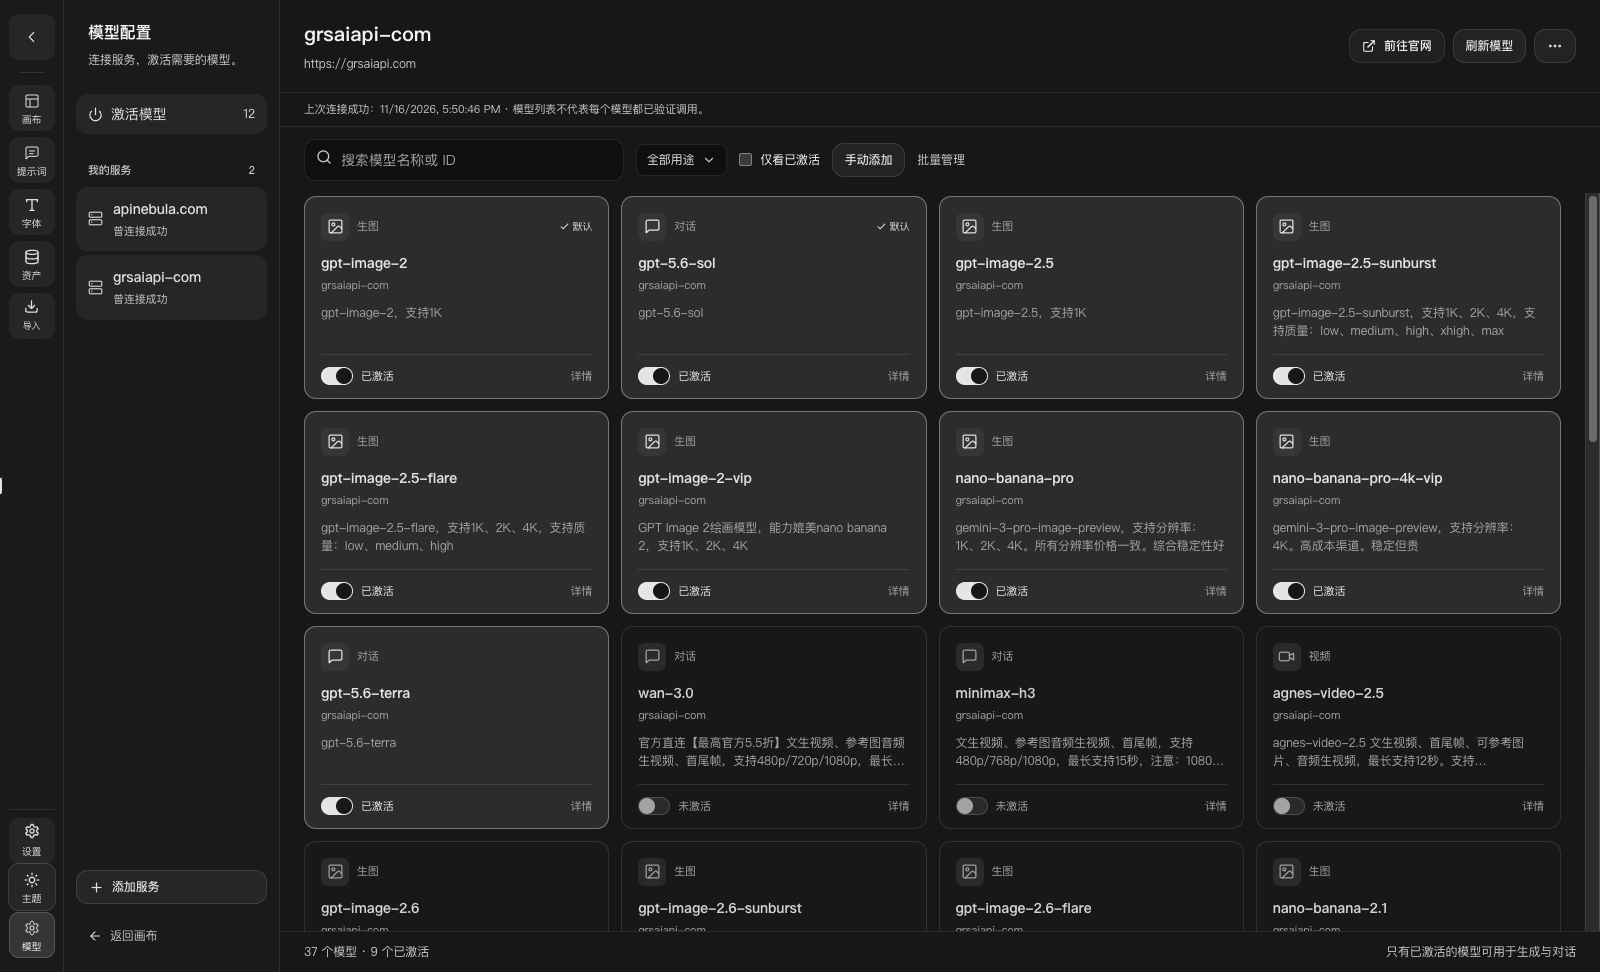 画布
提示词
字体
资产
导入
设置
主题
模型
模型配置
连接服务，激活需要的模型。
激活模型 12
我的服务 2
apinebula.com
曾连接成功
grsaiapi-com
曾连接成功
添加服务
返回画布
grsaiapi-com
https://grsaiapi.com
前往官网
刷新模型
上次连接成功：11/16/2026, 5:50:46 PM · 模型列表不代表每个模型都已验证调用。
搜索模型名称或 ID
全部用途
仅看已激活
手动添加
批量管理
生图 默认
gpt-image-2
grsaiapi-com
gpt-image-2，支持1K
已激活 详情
对话 默认
gpt-5.6-sol
grsaiapi-com
gpt-5.6-sol
已激活 详情
生图
gpt-image-2.5
grsaiapi-com
gpt-image-2.5，支持1K
已激活 详情
生图
gpt-image-2.5-sunburst
grsaiapi-com
gpt-image-2.5-sunburst，支持1K、2K、4K，支
持质量：low、medium、high、xhigh、max
已激活 详情
生图
gpt-image-2.5-flare
grsaiapi-com
gpt-image-2.5-flare，支持1K、2K、4K，支持质
量：low、medium、high
已激活 详情
生图
gpt-image-2-vip
grsaiapi-com
GPT Image 2绘画模型，能力媲美nano banana
2，支持1K、2K、4K
已激活 详情
生图
nano-banana-pro
grsaiapi-com
gemini-3-pro-image-preview，支持分辨率：
1K、2K、4K。所有分辨率价格一致。综合稳定性好
已激活 详情
生图
nano-banana-pro-4k-vip
grsaiapi-com
gemini-3-pro-image-preview，支持分辨率：
4K。高成本渠道。稳定但贵
已激活 详情
对话
gpt-5.6-terra
grsaiapi-com
gpt-5.6-terra
已激活 详情
对话
wan-3.0
grsaiapi-com
官方直连【最高官方5.5折】文生视频、参考图音频
生视频、首尾帧，支持480p/720p/1080p，最长...
未激活 详情
对话
minimax-h3
grsaiapi-com
文生视频、参考图音频生视频、首尾帧，支持
480p/768p/1080p，最长支持15秒，注意：1080...
未激活 详情
视频
agnes-video-2.5
grsaiapi-com
agnes-video-2.5 文生视频、首尾帧、可参考图
片、音频生视频，最长支持12秒。支持...
未激活 详情
生图
gpt-image-2.6
grsaiapi-com
生图
gpt-image-2.6-sunburst
grsaiapi-com
生图
gpt-image-2.6-flare
grsaiapi-com
生图
nano-banana-2.1
grsaiapi-com
37 个模型 · 9 个已激活
只有已激活的模型可用于生成与对话